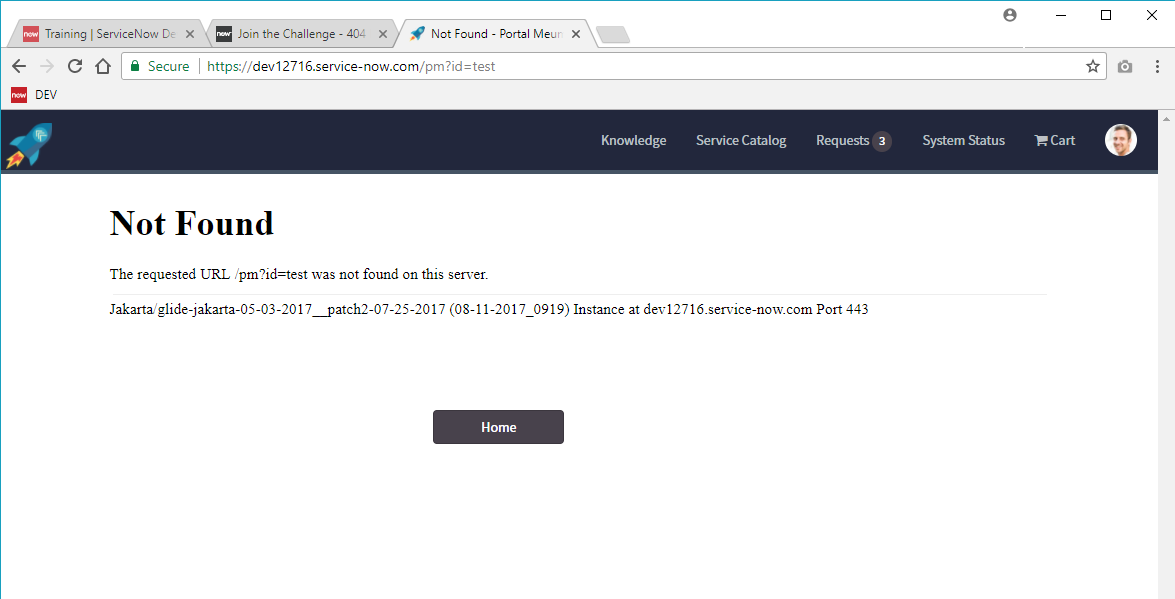 now Training | ServiceNow De
now Join the Challenge - 404
Not Found - Portal Meun
Secure https://dev12716.service-now.com/pm?id=test
now DEV
Knowledge Service Catalog Requests 3 System Status Cart
Not Found
The requested URL /pm?id=test was not found on this server.
Jakarta/glide-jakarta-05-03-2017__patch2-07-25-2017 (08-11-2017_0919) Instance at dev12716.service-now.com Port 443
Home